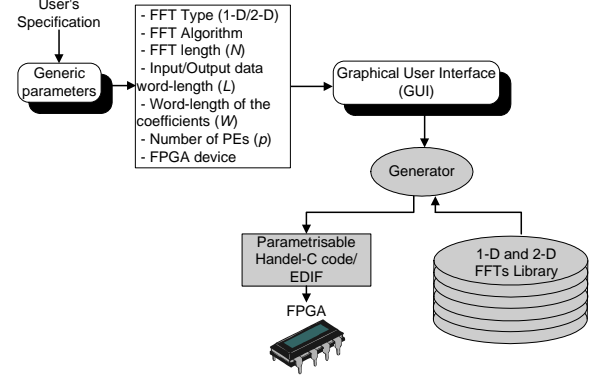 User's
Specification
Generic
parameters
- FFT Type (1-D/2-D)
- FFT Algorithm
- FFT length (N)
- Input/Output data
word-length (L)
- Word-length of the
coefficients (W)
- Number of PEs (p)
- FPGA device
Graphical User Interface
(GUI)
Generator
Parametrisable
Handel-C code/
EDIF
1-D and 2-D
FFTs Library
FPGA